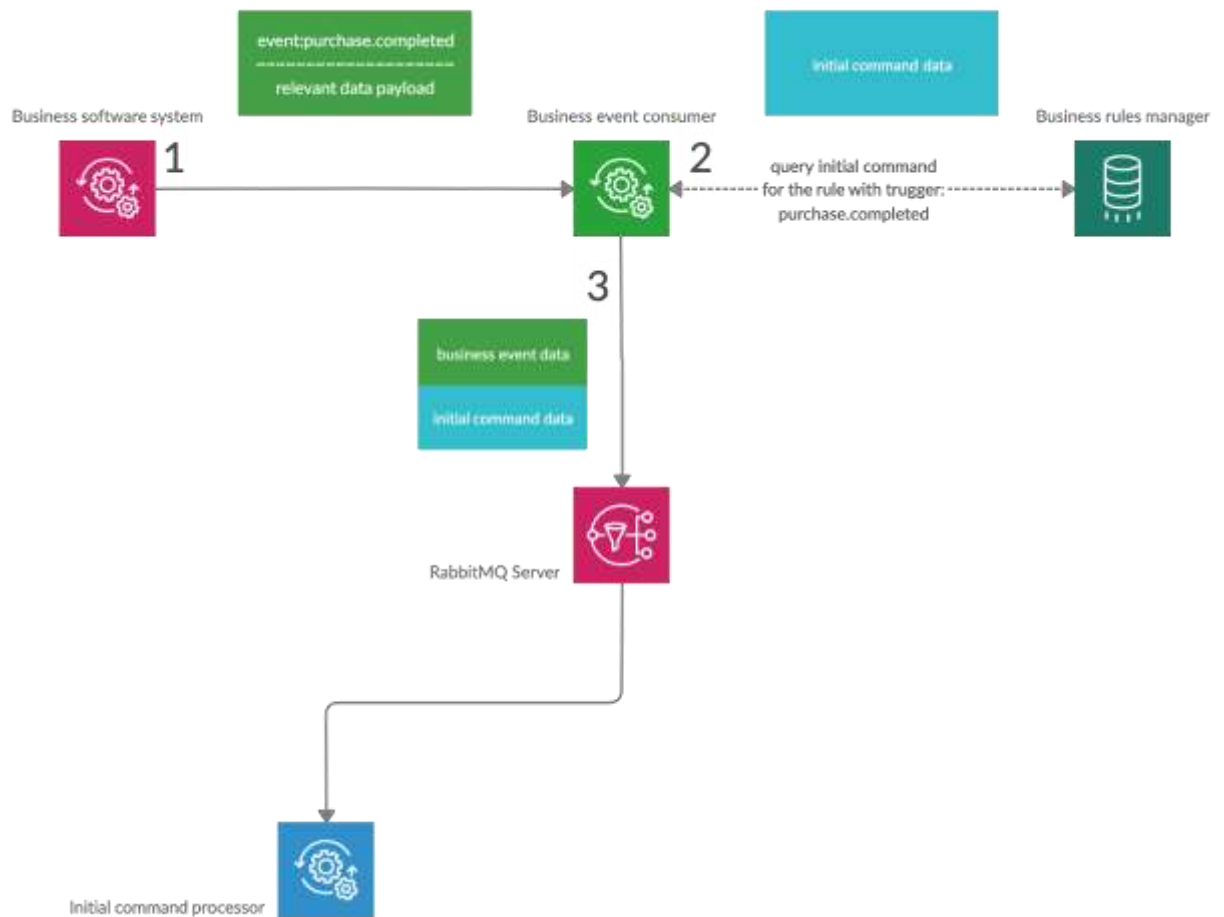 event:purchase.completed
relevant data payload
initial command data
Business software system
Business event consumer
Business rules manager
1
2
query initial command
for the rule with trugger:
purchase.completed
3
business event data
initial command data
RabbitMQ Server
Initial command processor